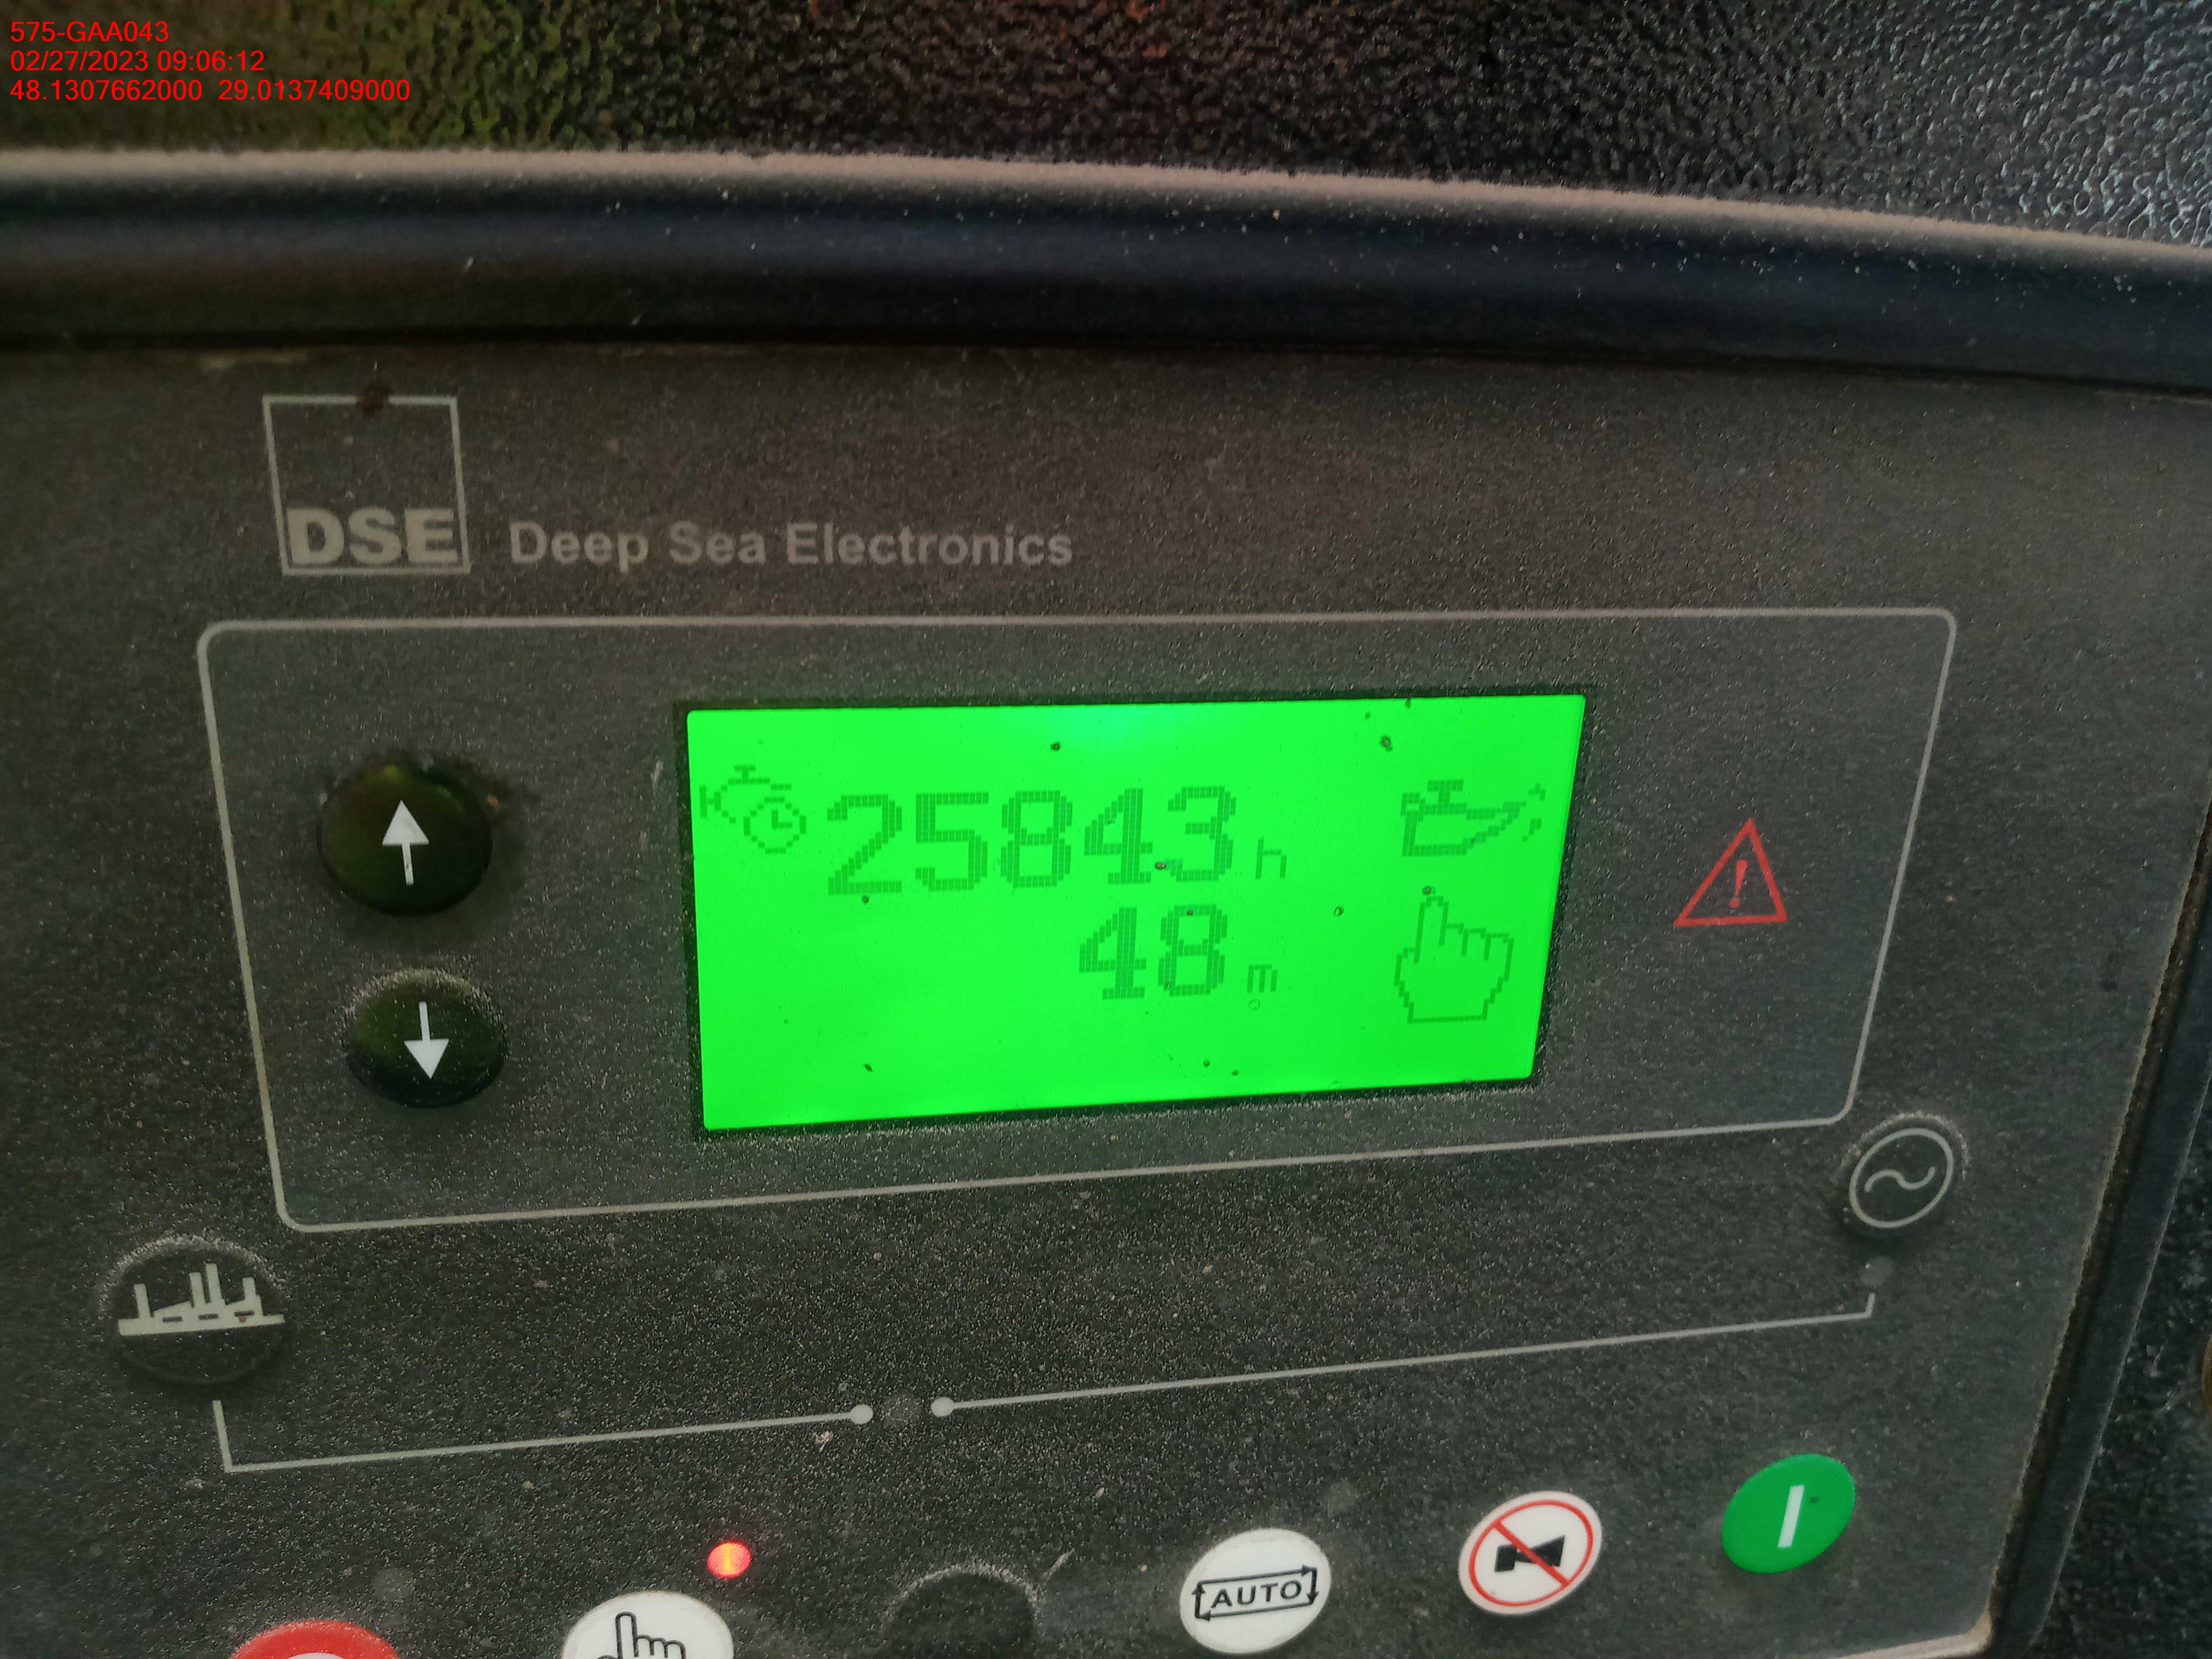 575-GAA043
02/27/2023 09:06:12
48.1307662000 29.0137409000
DSE Deep Sea Electronics
25843 h
48 m
AUTO